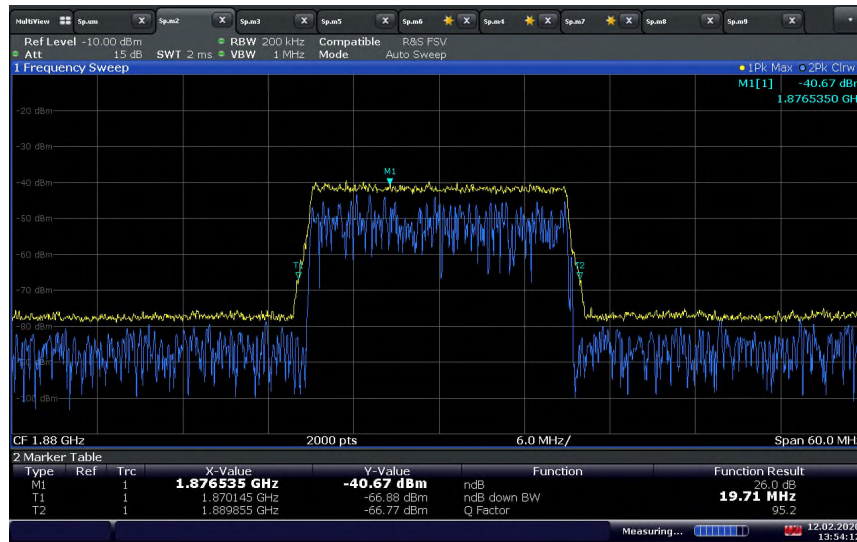 MultiView Sp.um X Sp.m2 X Sp.m3 X Sp.m5 X Sp.m6 X Sp.m4 X Sp.m7 X Sp.m8 X Sp.m9 X
Ref Level -10.00 dBm RBW 200 kHz Compatible R&S FSV
Att 15 dB SWT 2 ms VBW 1 MHz Mode Auto Sweep
1 Frequency Sweep 1Pk Max 2Pk Clrw
M1[1] -40.67 dBm
1.8765350 GH
-20 dBm
-30 dBm
M1
-40 dBm
-50 dBm
-60 dBm
T2
-70 dBm
-80 dBm
-100 dBm
CF 1.88 GHz 2000 pts 6.0 MHz/ Span 60.0 MH
2 Marker Table
Type Ref Trc X-Value Y-Value Function Function Result
M1 1 1.876535 GHz -40.67 dBm ndB 26.0 dB
T1 1 1.870145 GHz -66.88 dBm ndB down BW 19.71 MHz
T2 1 1.889855 GHz -66.77 dBm Q Factor 95.2
Measuring... 12.02.2020
13:54:12